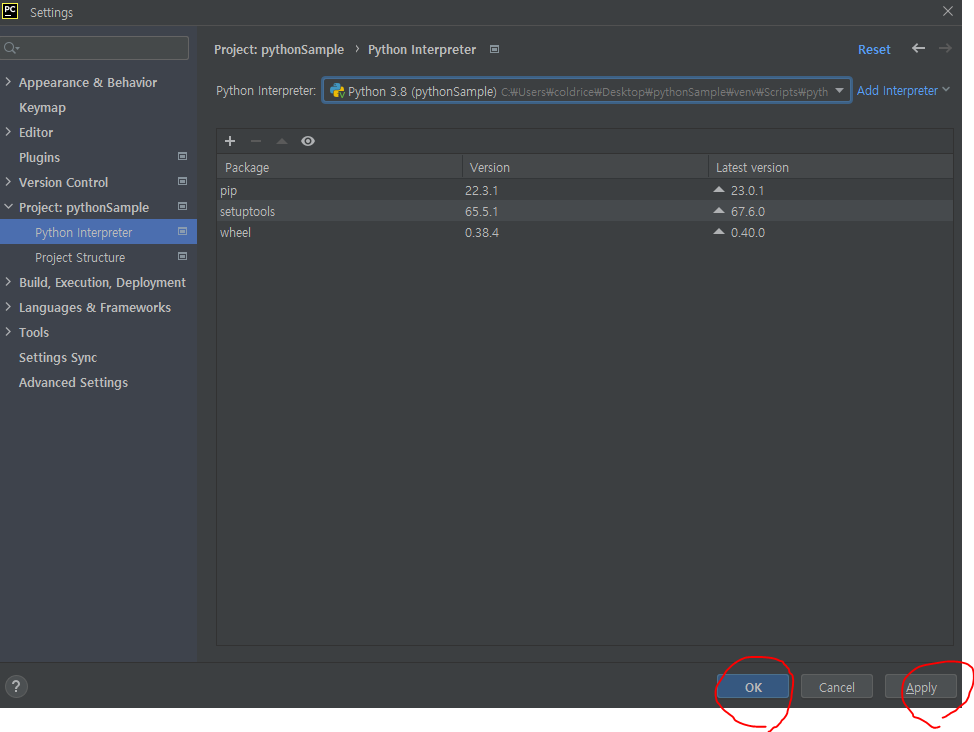 PC Settings
Project: pythonSample › Python Interpreter Reset
Python Interpreter: Python 3.8 (pythonSample) C:₩Users₩coldrice₩Desktop₩pythonSample₩venv₩Scripts₩pyth Add Interpreter
Appearance & Behavior
Keymap
Editor
Plugins
Version Control
Project: pythonSample
Python Interpreter
Project Structure
Build, Execution, Deployment
Languages & Frameworks
Tools
Settings Sync
Advanced Settings
Package Version Latest version
pip 22.3.1 23.0.1
setuptools 65.5.1 67.6.0
wheel 0.38.4 0.40.0
? OK Cancel Apply